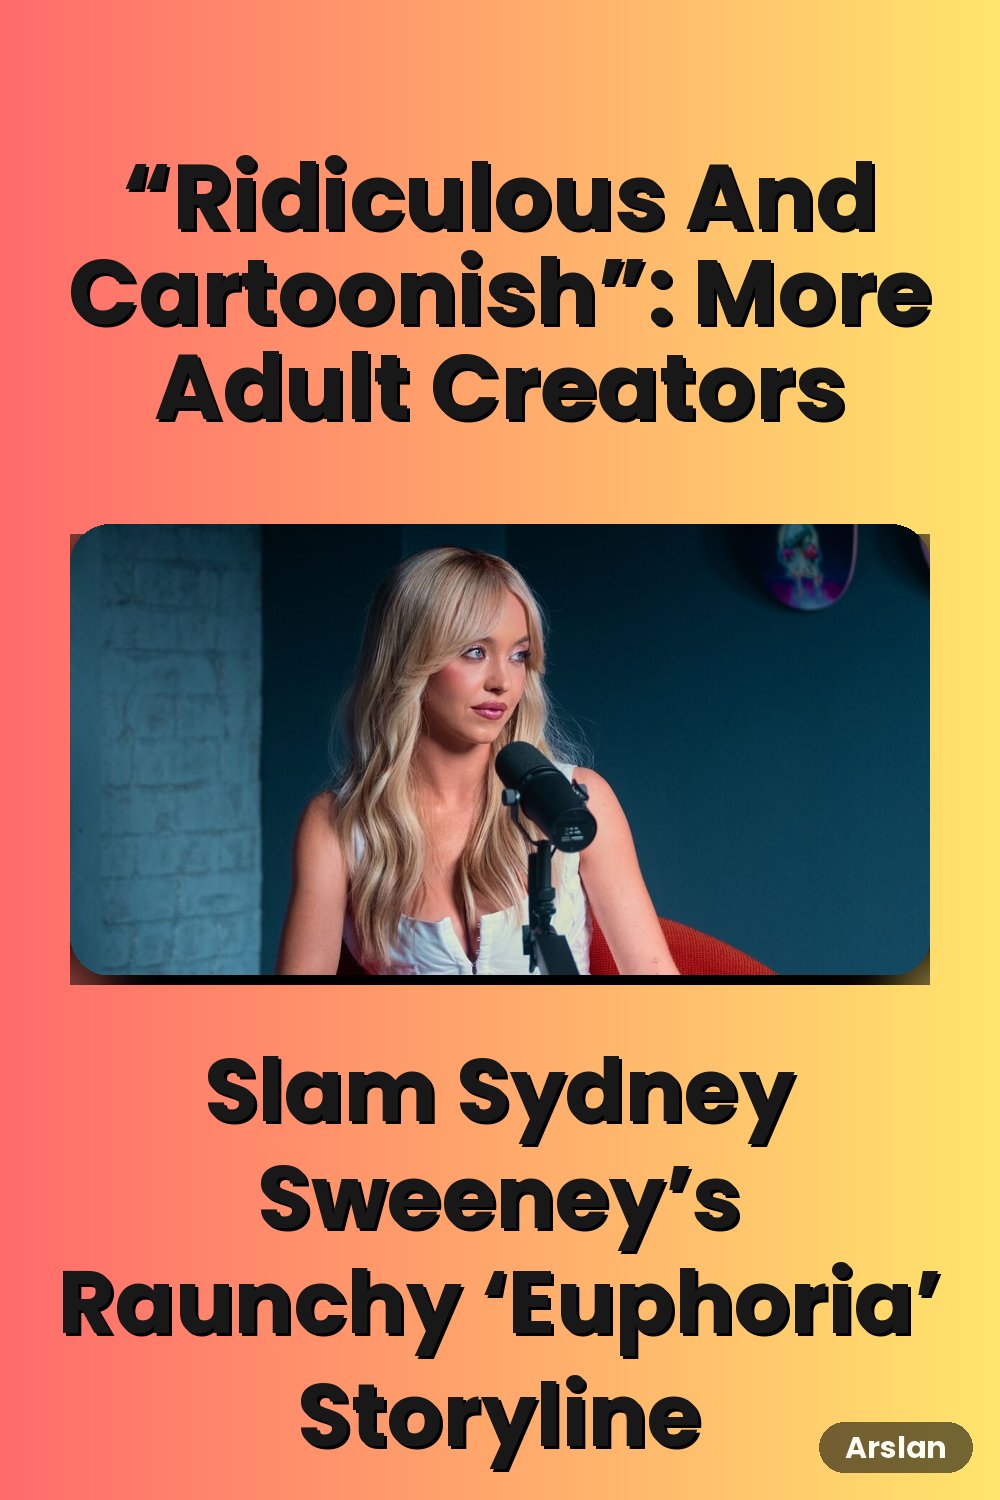 “Ridiculous And
Cartoonish”: More
Adult Creators
Slam Sydney
Sweeney’s
Raunchy ‘Euphoria’
Storyline
Arslan